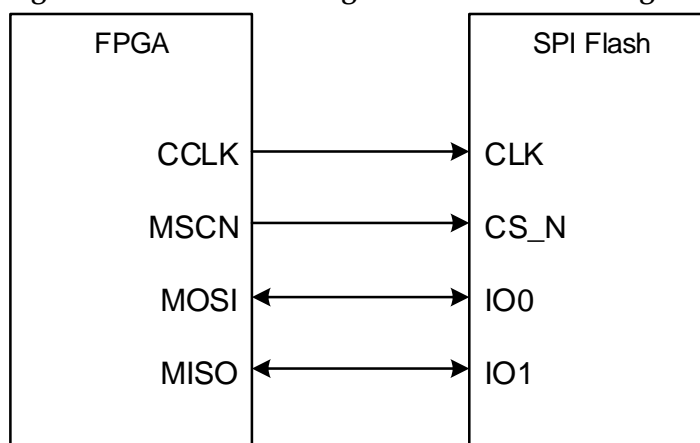 FPGA SPI Flash
CCLK CLK
MSCN CS_N
MOSI IO0
MISO IO1